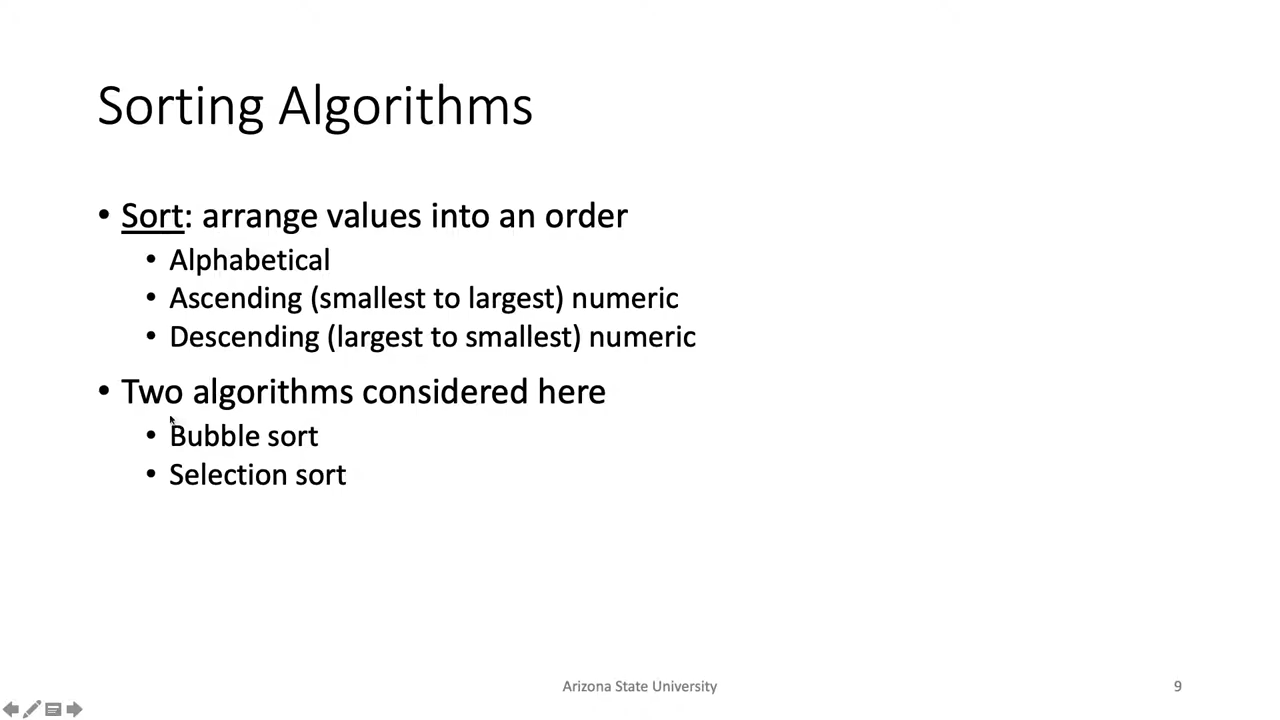 Sorting Algorithms
• Sort: arrange values into an order
• Alphabetical
• Ascending (smallest to largest) numeric
• Descending (largest to smallest) numeric
• Two algorithms considered here
• Bubble sort
• Selection sort
Arizona State University
9